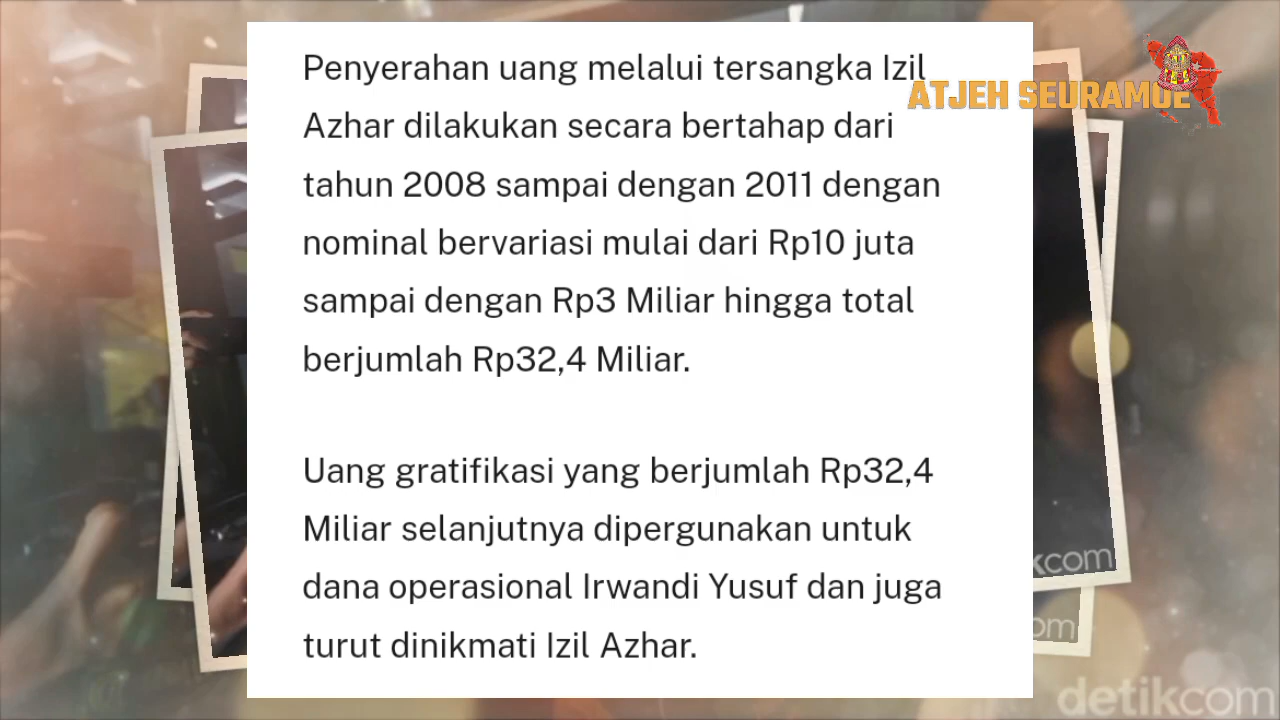 Penyerahan uang melalui tersangka Izil
ATJEH SEURAMOE
Azhar dilakukan secara bertahap dari
tahun 2008 sampai dengan 2011 dengan
nominal bervariasi mulai dari Rp10 juta
sampai dengan Rp3 Miliar hingga total
berjumlah Rp32,4 Miliar.
Uang gratifikasi yang berjumlah Rp32,4
Miliar selanjutnya dipergunakan untuk
kcom
dana operasional Irwandi Yusuf dan juga
om
turut dinikmati Izil Azhar.
detikcom